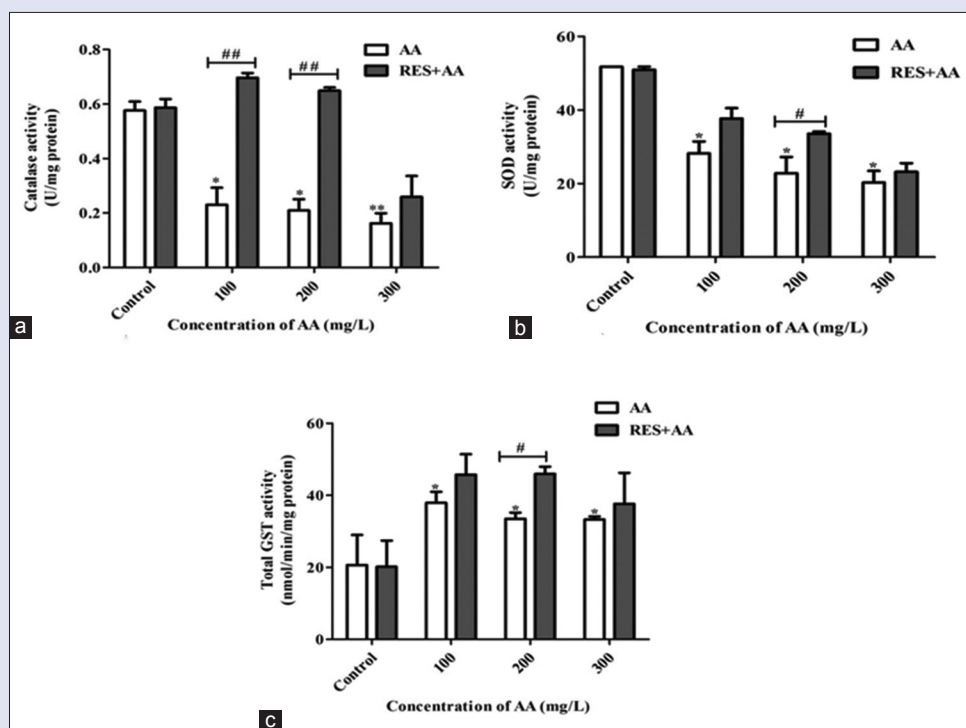 0.8
0.6
0.4
0.2
0.0
Catalase activity
(U/mg protein)
##
##
*
*
**
AA
RES+AA
Control
100
200
300
Concentration of AA (mg/L)
a
60
40
20
0
SOD activity
(U/mg protein)
*
#
*
*
AA
RES+AA
Control
100
200
300
Concentration of AA (mg/L)
b
60
40
20
0
Total GST activity
(nmol/min/mg protein)
*
#
*
*
AA
RES+AA
Control
100
200
300
Concentration of AA (mg/L)
c